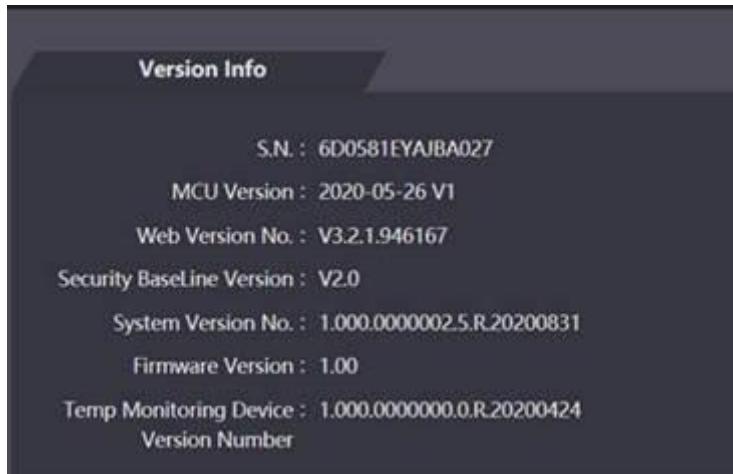 Version Info
S.N. : 6D0581EYAJBA027
MCU Version : 2020-05-26 V1
Web Version No. : V3.2.1.946167
Security BaseLine Version : V2.0
System Version No. : 1.000.0000002.5.R.20200831
Firmware Version : 1.00
Temp Monitoring Device : 1.000.0000000.0.R.20200424
Version Number